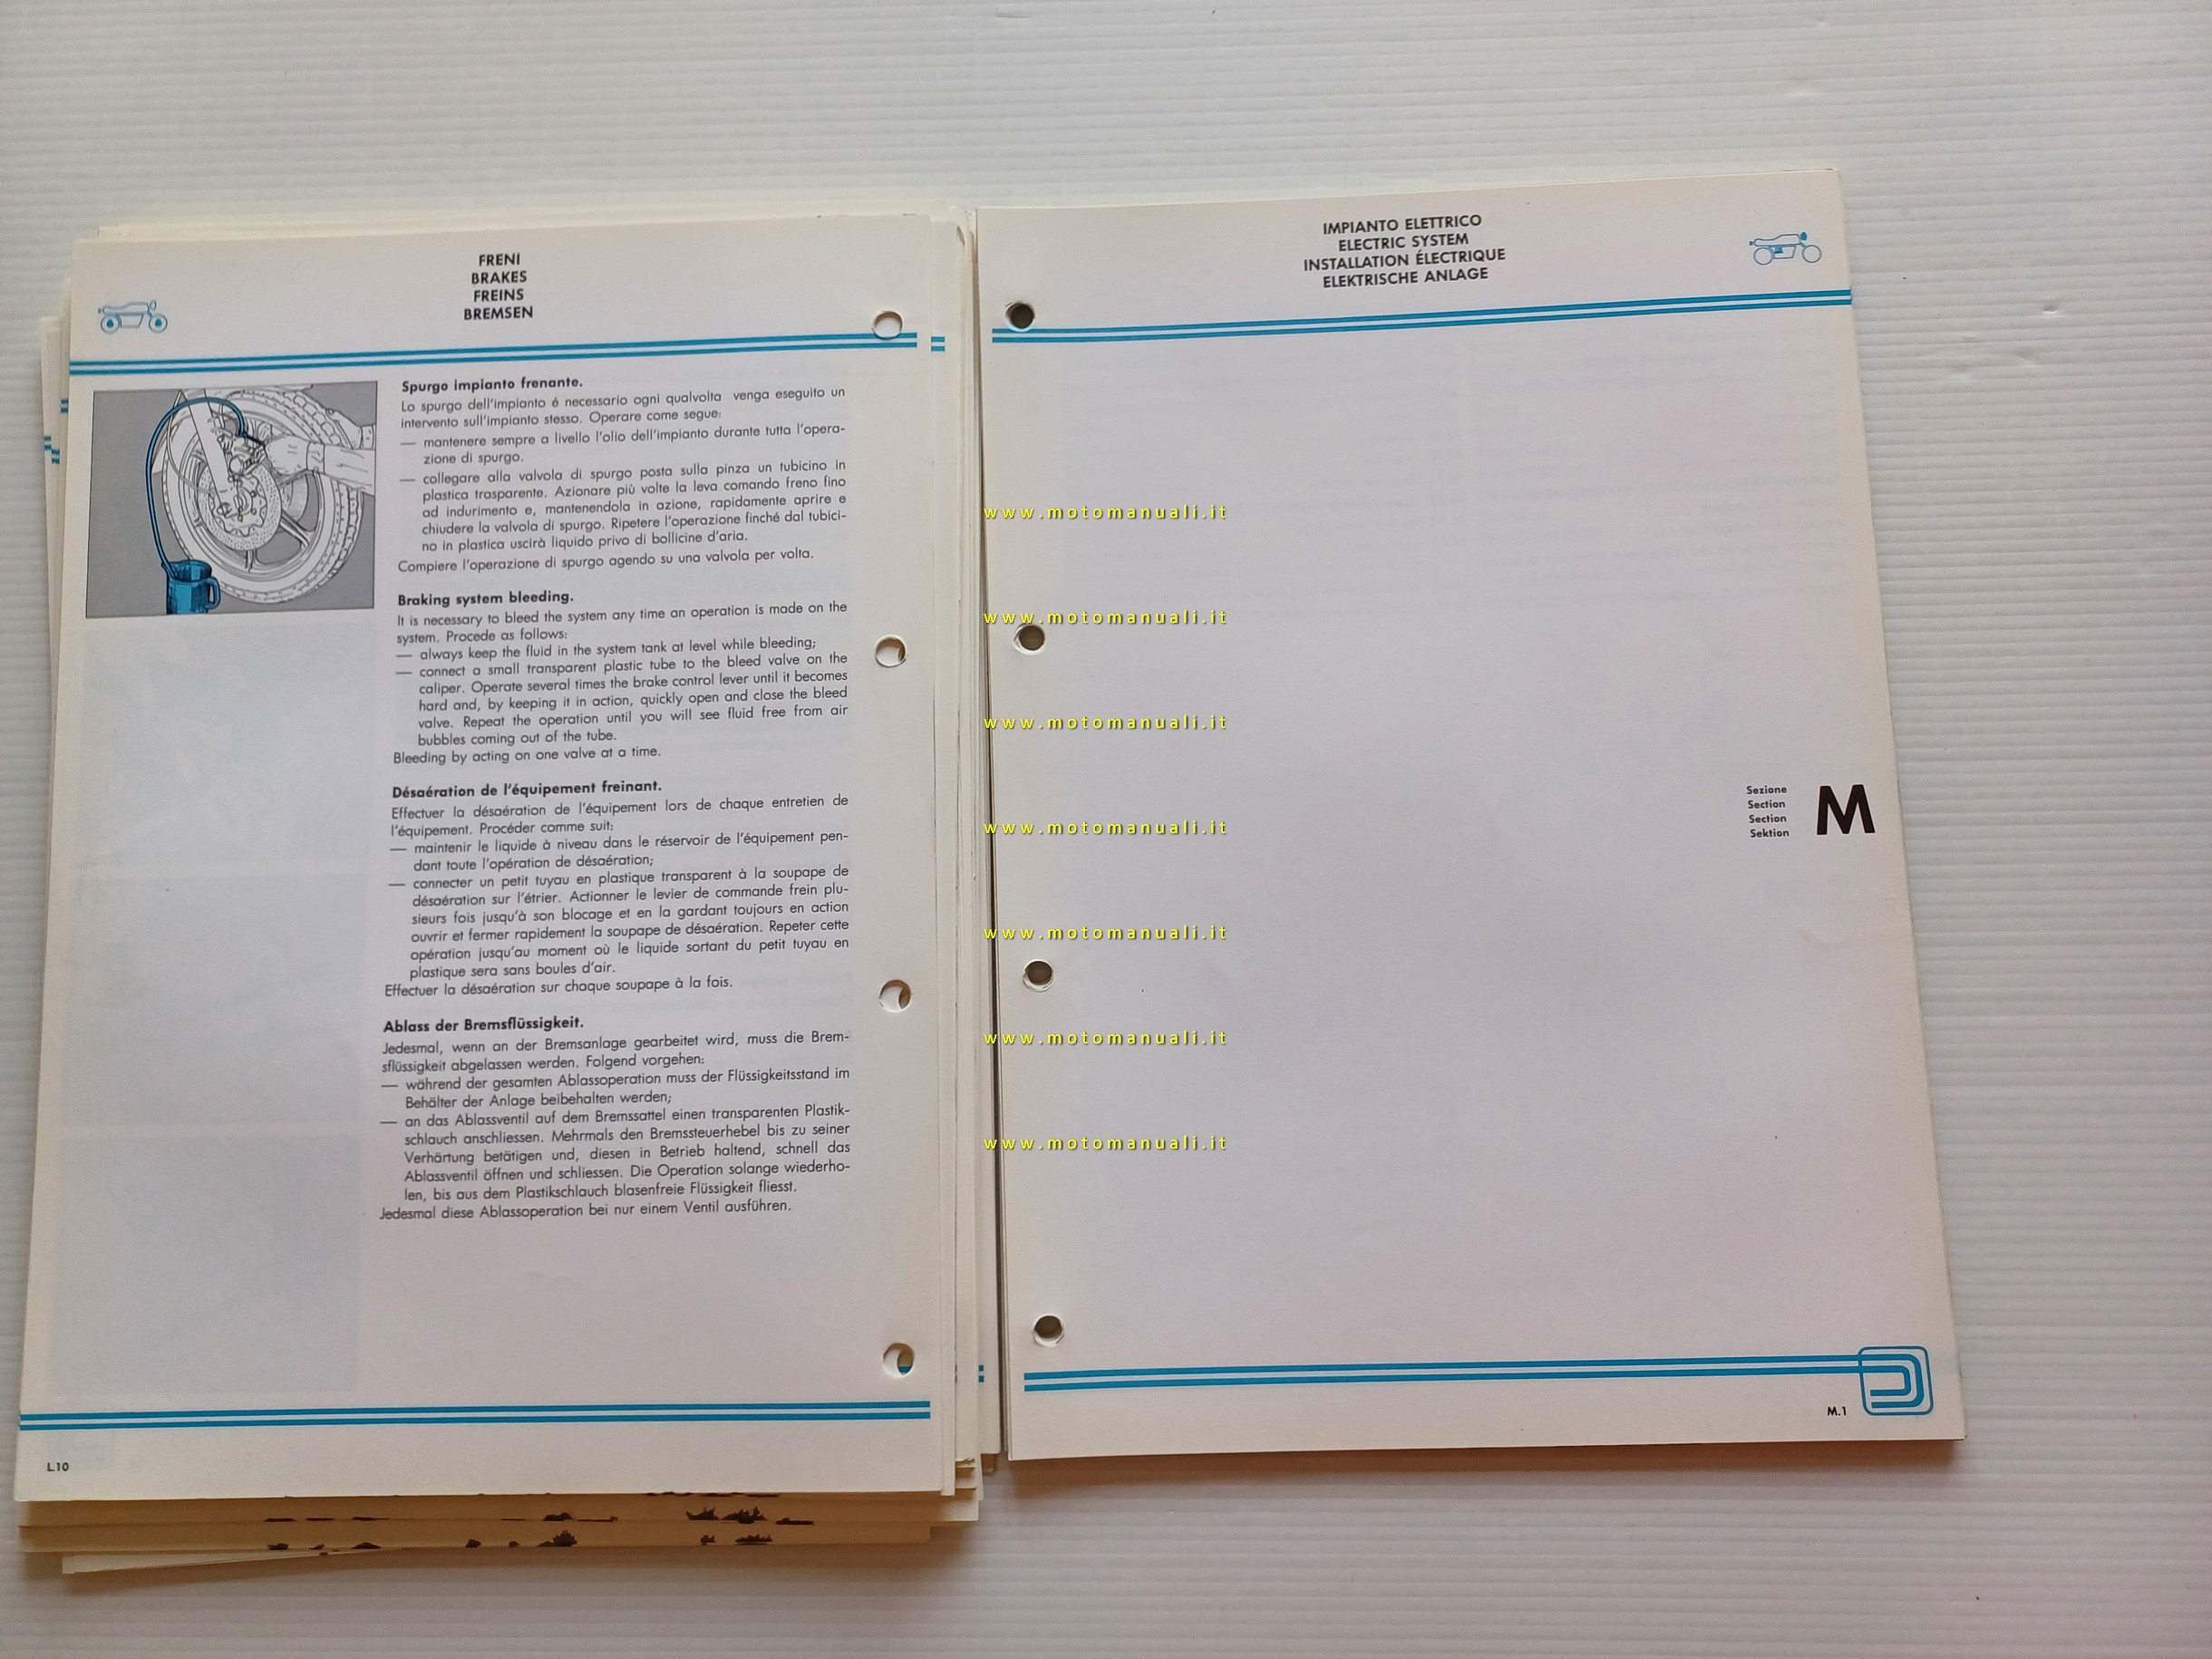 FRENI
BRAKES
FREINS
BREMSEN
Spurgo impianto frenante.
Lo spurgo dell'impianto é necessario ogni qualvolta venga eseguito un
intervento sull'impianto stesso. Operare come segue:
— mantenere sempre a livello l'olio dell'impianto durante tutta l'opera-
zione di spurgo.
— collegare alla valvola di spurgo posta sulla pinza un tubicino in
plastica trasparente. Azionare più volte la leva comando freno fino
ad indurimento e, mantenendola in azione, rapidamente aprire e
chiudere la valvola di spurgo. Ripetere l'operazione finché dal tubici-
no in plastica uscirà liquido privo di bollicine d'aria.
Compiere l'operazione di spurgo agendo su una valvola per volta.
Braking system bleeding.
It is necessary to bleed the system any time an operation is made on the
system. Procede as follows:
— always keep the fluid in the system tank at level while bleeding;
— connect a small transparent plastic tube to the bleed valve on the
caliper. Operate several times the brake control lever until it becomes
hard and, by keeping it in action, quickly open and close the bleed
valve. Repeat the operation until you will see fluid free from air
bubbles coming out of the tube.
Bleeding by acting on one valve at a time.
Désaération de l'équipement freinant.
Effectuer la désaération de l'équipement lors de chaque entretien de
l'équipement. Procéder comme suit:
— maintenir le liquide à niveau dans le réservoir de l'équipement pen-
dant toute l'opération de désaération;
— connecter un petit tuyau en plastique transparent à la soupape de
désaération sur l'étrier. Actionner le levier de commande frein plu-
sieurs fois jusqu'à son blocage et en la gardant toujours en action
ouvrir et fermer rapidement la soupape de désaération. Repeter cette
opération jusqu'au moment où le liquide sortant du petit tuyau en
plastique sera sans boules d'air.
Effectuer la désaération sur chaque soupape à la fois.
Ablass der Bremsflüssigkeit.
Jedesmal, wenn an der Bremsanlage gearbeitet wird, muss die Brem-
sflüssigkeit abgelassen werden. Folgend vorgehen:
— während der gesamten Ablassoperation muss der Flüssigkeitsstand im
Behälter der Anlage beibehalten werden;
— an das Ablassventil auf dem Bremssattel einen transparenten Plastik-
schlauch anschliessen. Mehrmals den Bremssteuerhebel bis zu seiner
Verhärtung betätigen und, diesen in Betrieb haltend, schnell das
Ablassventil öffnen und schliessen. Die Operation solange wiederho-
len, bis aus dem Plastikschlauch blasenfreie Flüssigkeit fliesst.
Jedesmal diese Ablassoperation bei nur einem Ventil ausführen.
L.10
IMPIANTO ELETTRICO
ELECTRIC SYSTEM
INSTALLATION ÉLECTRIQUE
ELEKTRISCHE ANLAGE
www.motomanuali.it
www.motomanuali.it
www.motomanuali.it
www.motomanuali.it
www.motomanuali.it
www.motomanuali.it
www.motomanuali.it
Sezione
Section
Section
Sektion
M
M.1